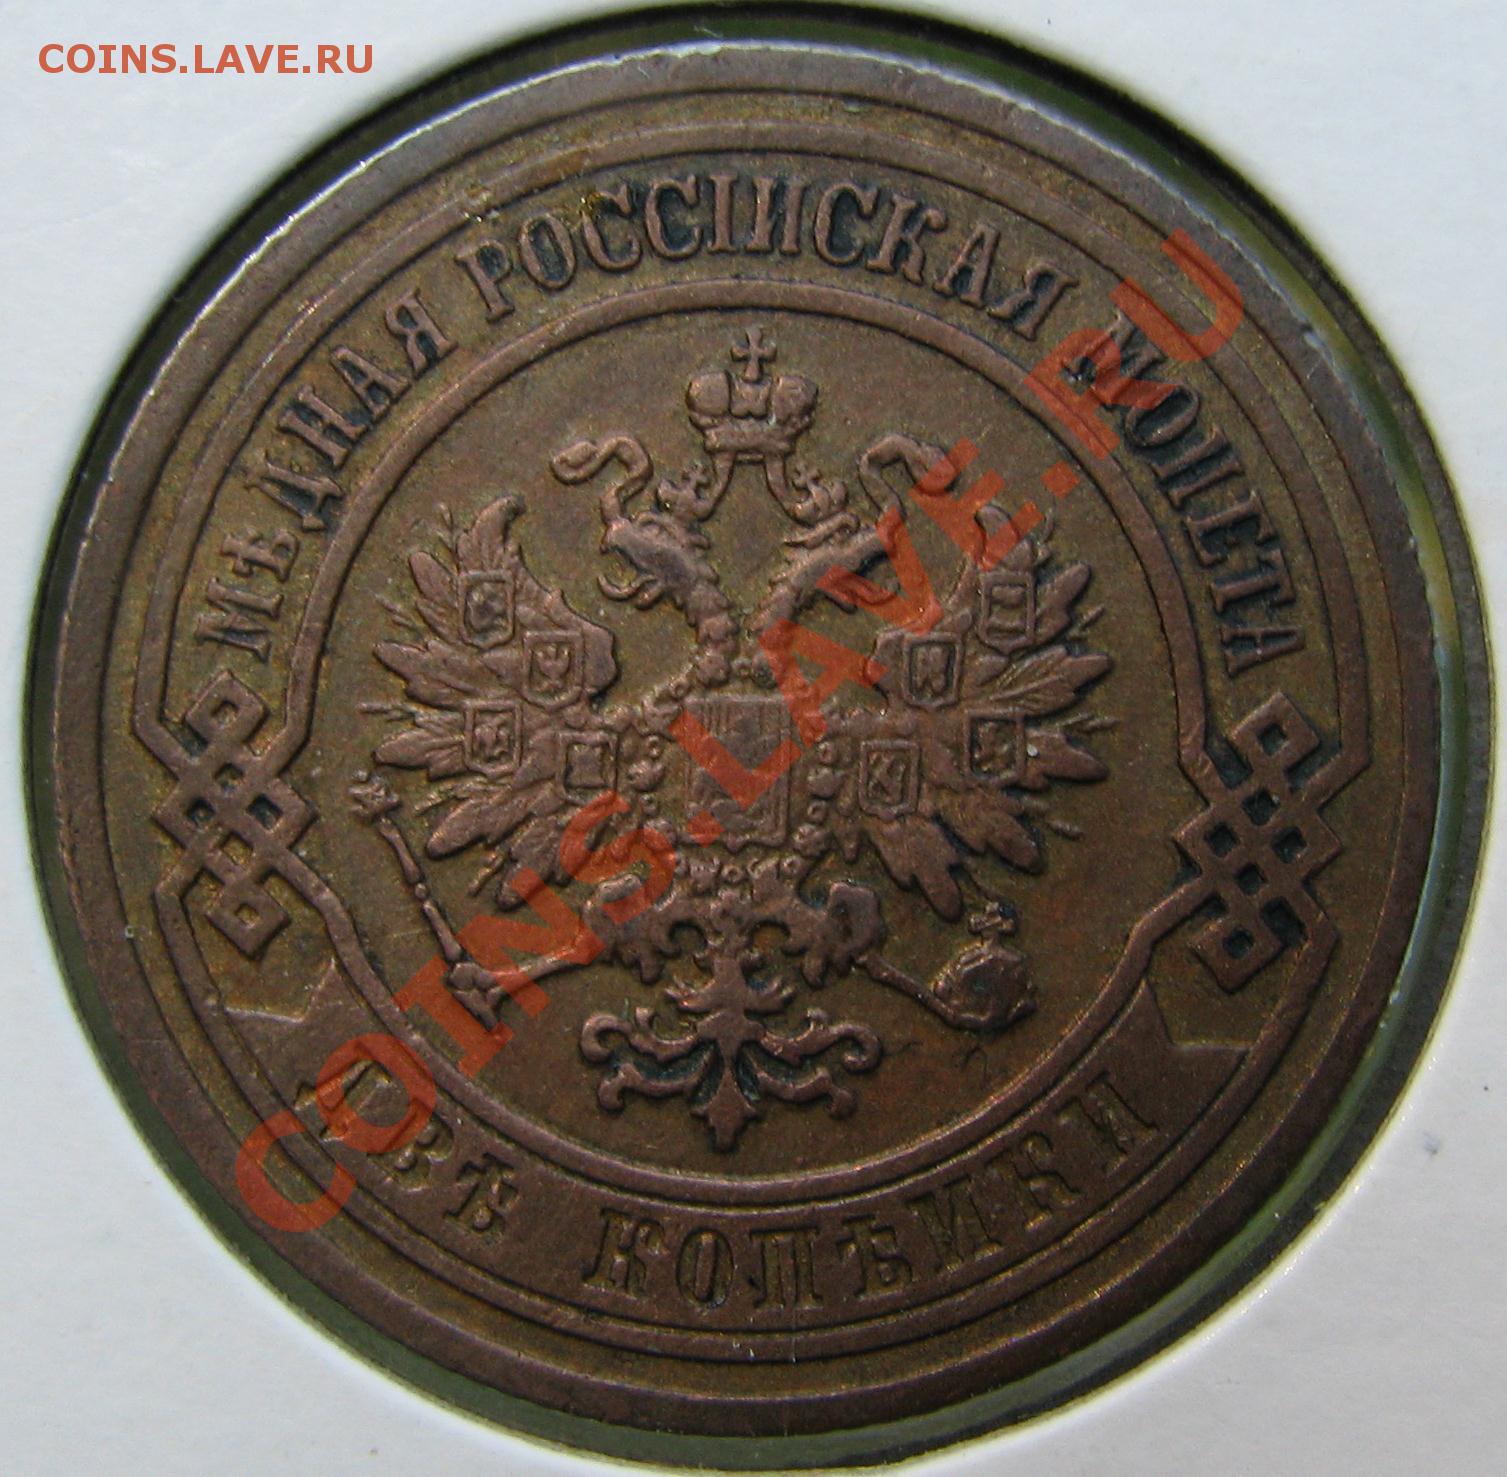 COINS.LAVE.RU
МѢДНАЯ РОССІЙСКАЯ МОНЕТА
ДВѢ КОПѢЙКИ
COINS.LAVE.RU